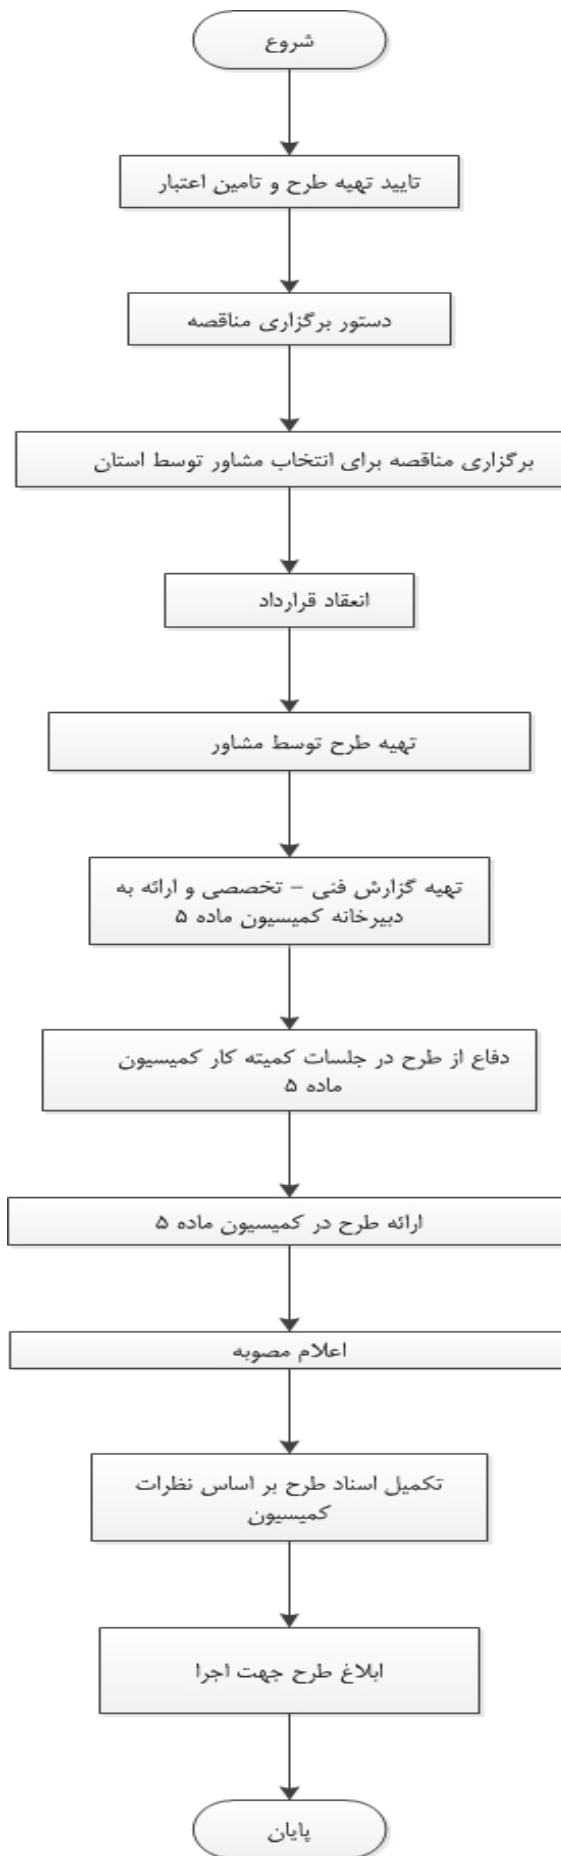 شروع
تایید تهیه طرح و تامین اعتبار
دستور برگزاری مناقصه
برگزاری مناقصه برای انتخاب مشاور توسط استان
انعقاد قرارداد
تهیه طرح توسط مشاور
تهیه گزارش فنی – تخصصی و ارائه به
دبیرخانه کمیسیون ماده ۵
دفاع از طرح در جلسات کمیته کار کمیسیون
ماده ۵
ارائه طرح در کمیسیون ماده ۵
اعلام مصوبه
تکمیل اسناد طرح بر اساس نظرات
کمیسیون
ابلاغ طرح جهت اجرا
پایان